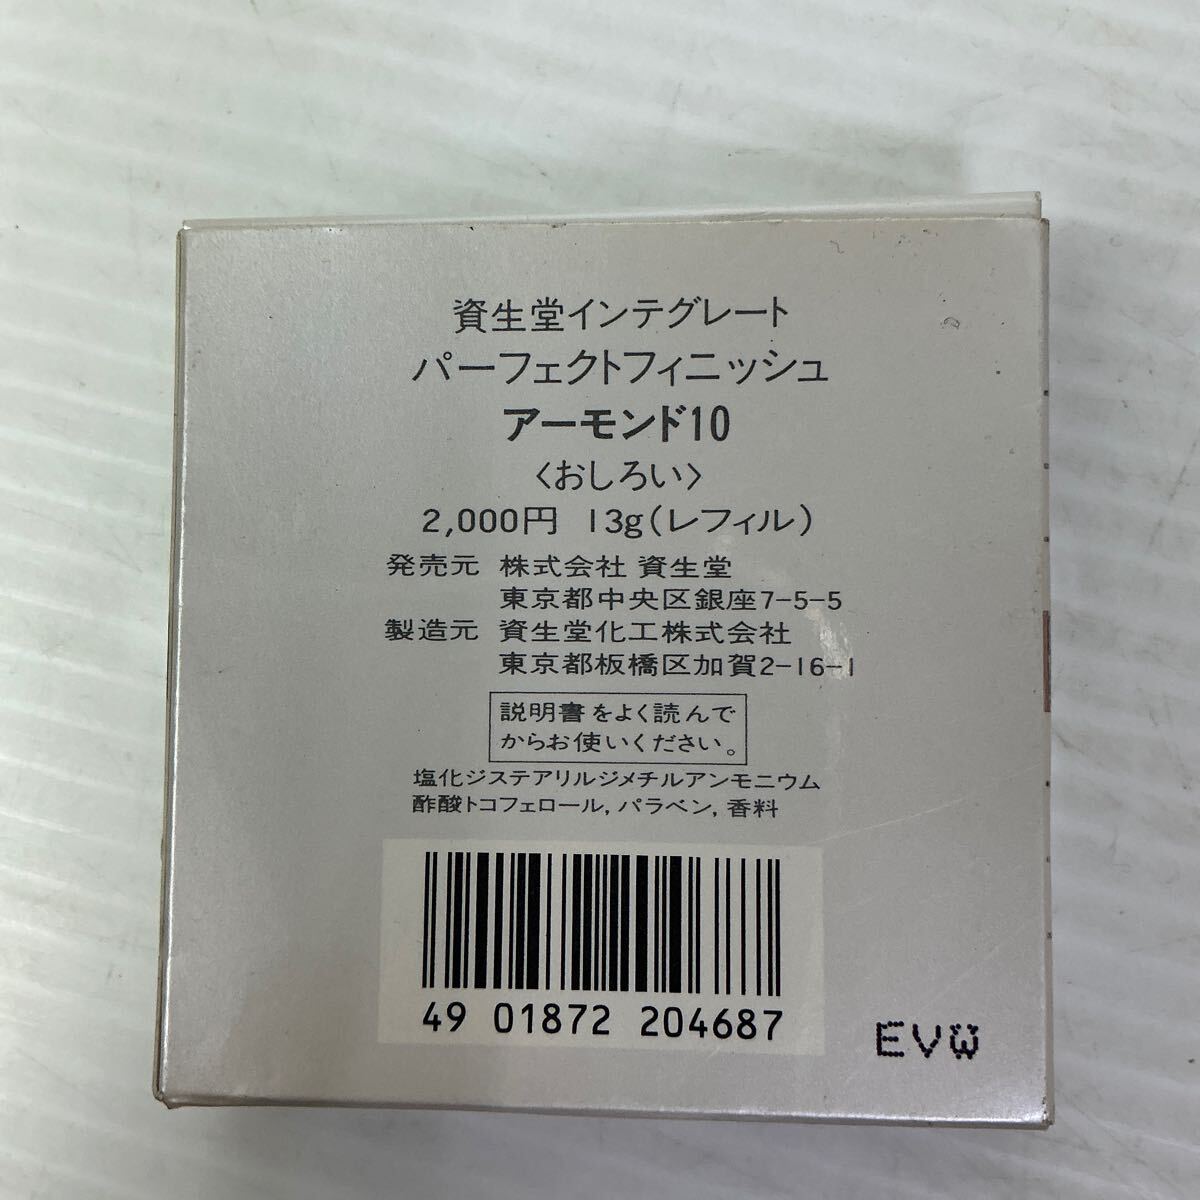 資生堂インテグレート
パーフェクトフィニッシュ
アーモンド10
〈おしろい〉
2,000円 13g(レフィル)
発売元 株式会社 資生堂
東京都中央区銀座7-5-5
製造元 資生堂化工株式会社
東京都板橋区加賀2-16-1
説明書をよく読んで
からお使いください。
塩化ジステアリルジメチルアンモニウム
酢酸トコフェロール, パラベン, 香料
49 01872 204687
EVW